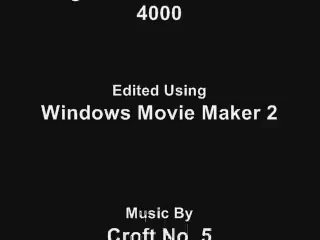 4000
Edited Using
Windows Movie Maker 2
Music By
Croft No. 5